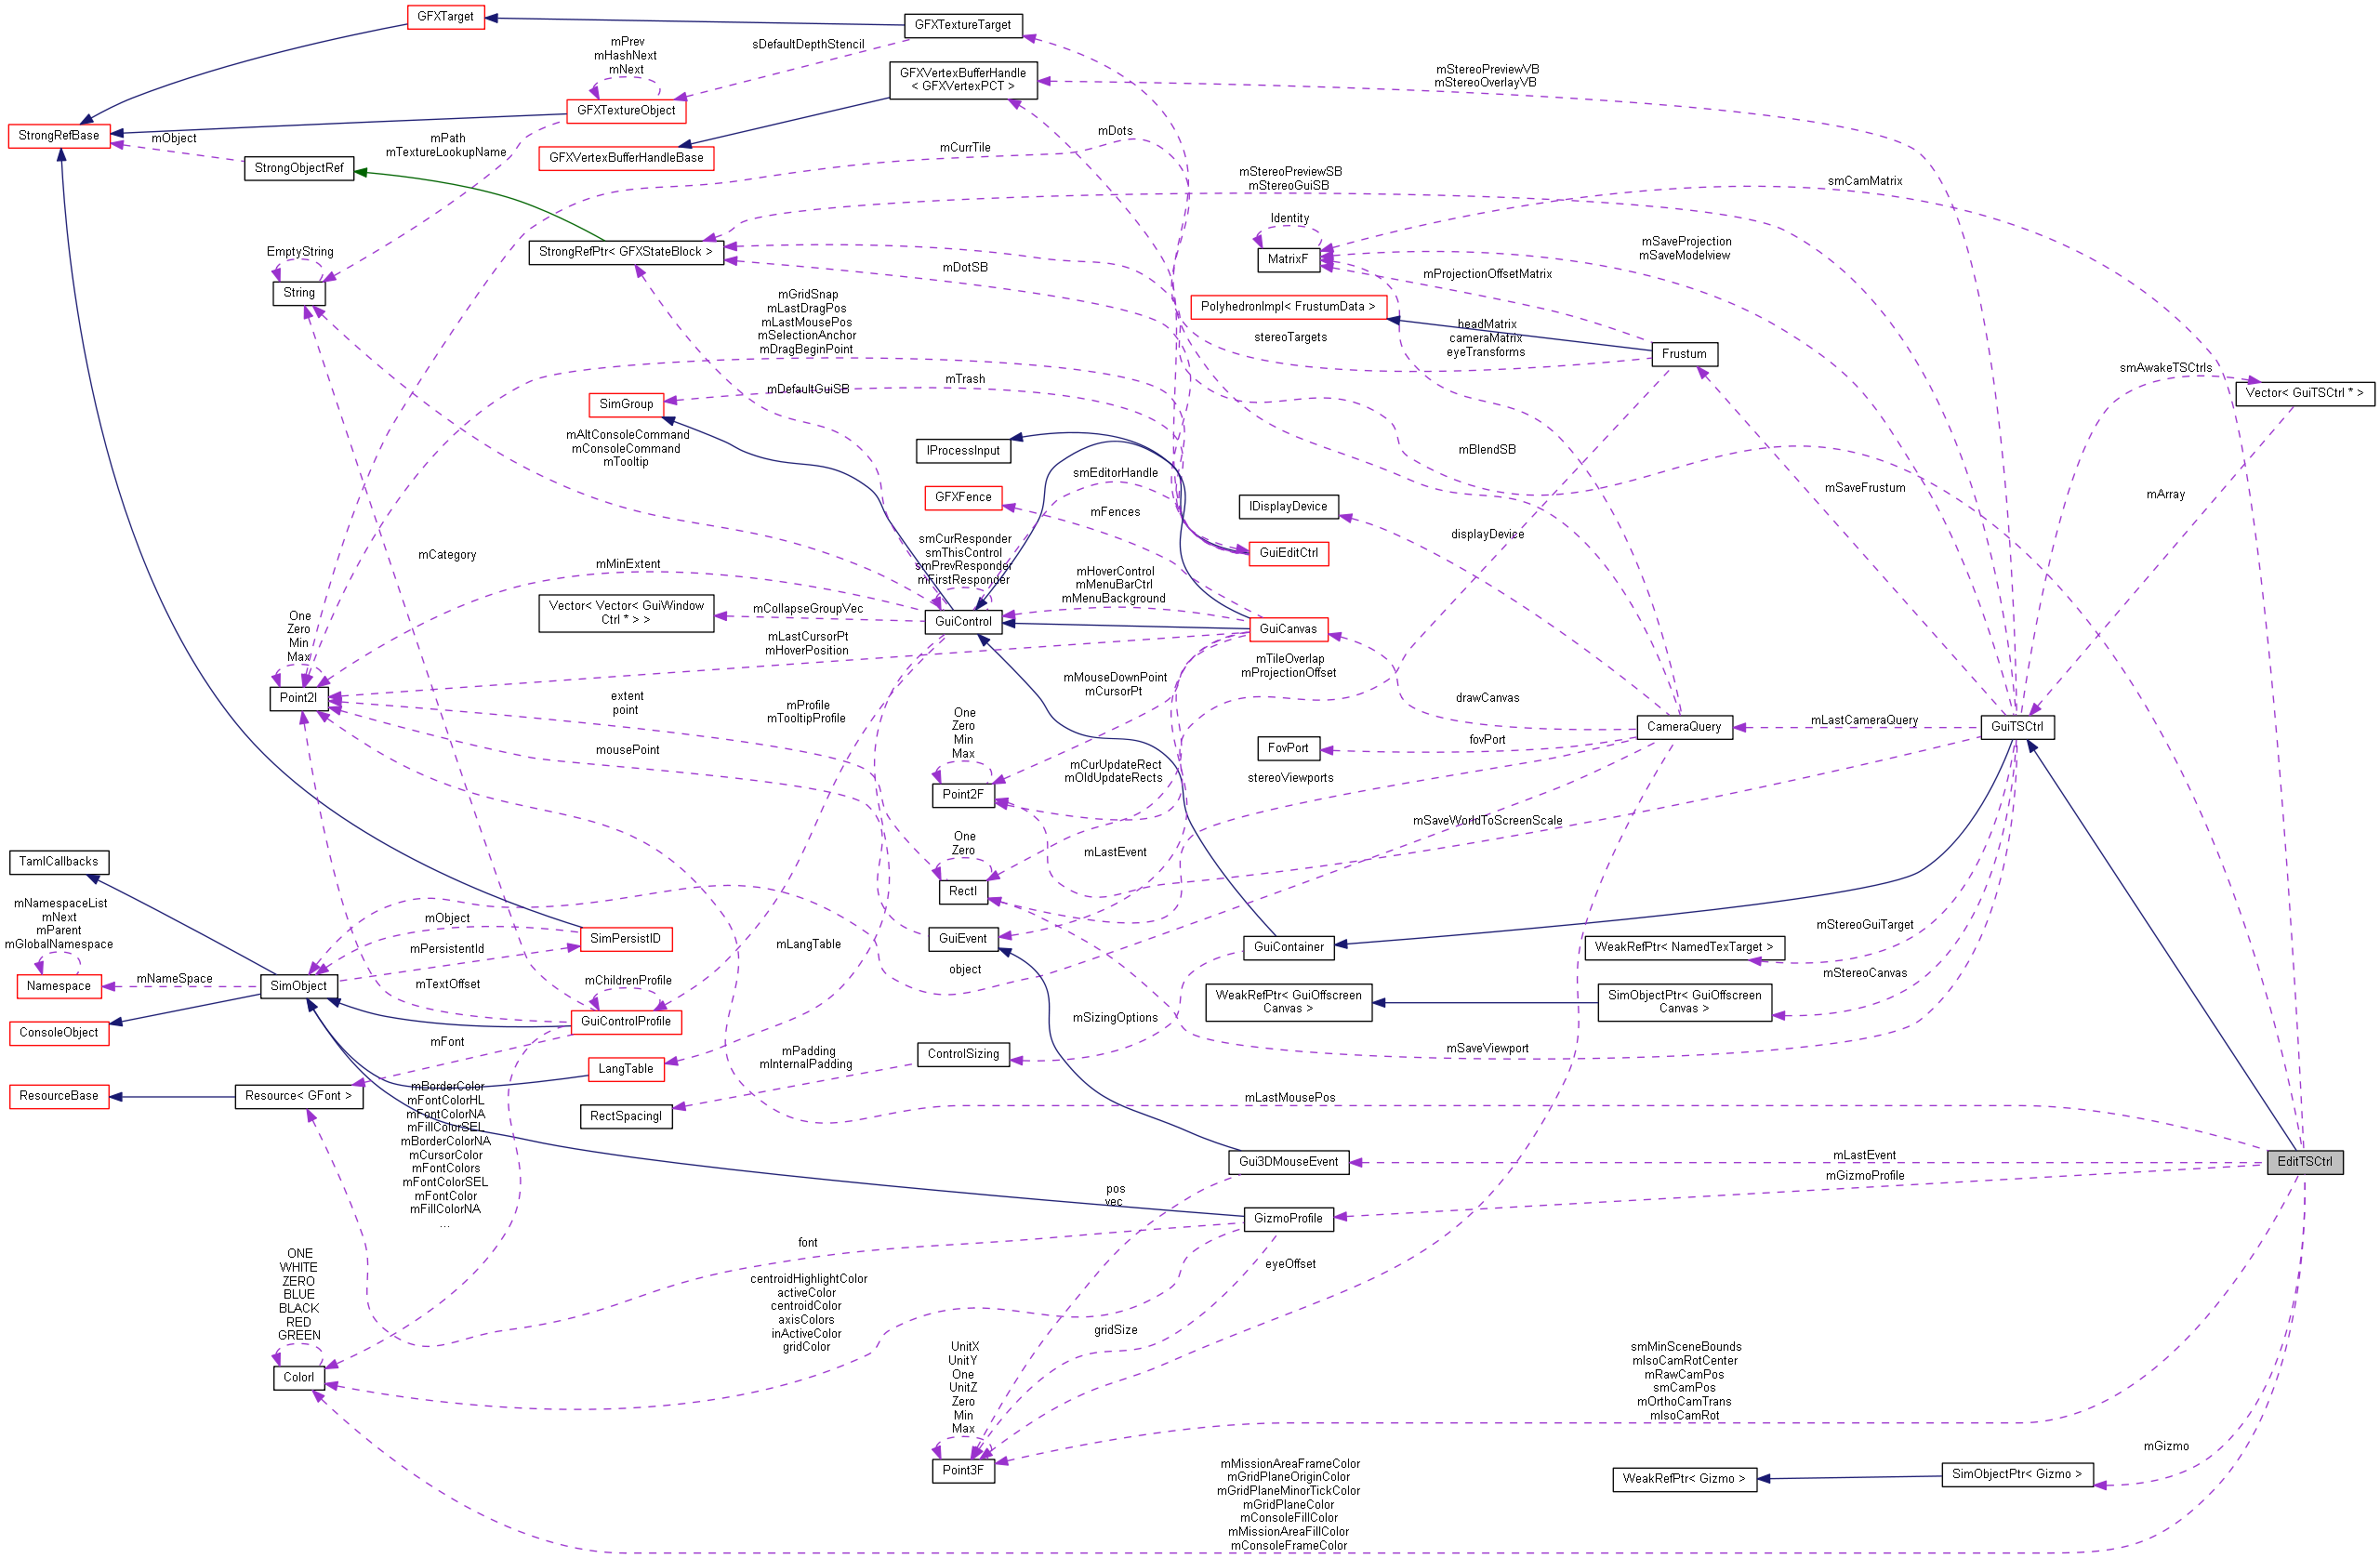 GFXTarget
GFXTextureTarget
mPrev
mHashNext
mNext
sDefaultDepthStencil
GFXVertexBufferHandle
< GFXVertexPCT >
mStereoPreviewVB
mStereoOverlayVB
GFXTextureObject
StrongRefBase
mObject
mPath
mTextureLookupName
mDots
mCurrTile
GFXVertexBufferHandleBase
StrongObjectRef
mStereoPreviewSB
mStereoGuiSB
smCamMatrix
Identity
EmptyString
StrongRefPtr< GFXStateBlock >
MatrixF
mSaveProjection
mSaveModelview
mDotSB
mProjectionOffsetMatrix
String
PolyhedronImpl< FrustumData >
mGridSnap
mLastDragPos
mLastMousePos
mSelectionAnchor
mDragBeginPoint
stereoTargets
headMatrix
cameraMatrix
eyeTransforms
Frustum
smAwakeTSCtrls
Vector< GuiTSCtrl * >
mDefaultGuiSB
mTrash
SimGroup
mAltConsoleCommand
mConsoleCommand
mTooltip
IProcessInput
mBlendSB
smEditorHandle
GFXFence
mFences
IDisplayDevice
mSaveFrustum
mArray
displayDevice
GuiEditCtrl
mCategory
mMinExtent
smCurResponder
smThisControl
smPrevResponder
mFirstResponder
mHoverControl
mMenuBarCtrl
mMenuBackground
Vector< Vector< GuiWindow
Ctrl * > >
mCollapseGroupVec
GuiControl
GuiCanvas
One
Zero
Min
Max
mLastCursorPt
mHoverPosition
mTileOverlap
mProjectionOffset
Point2I
extent
point
mProfile
mTooltipProfile
mMouseDownPoint
mCursorPt
drawCanvas
CameraQuery
mLastCameraQuery
GuiTSCtrl
One
Zero
Min
Max
mousePoint
FovPort
fovPort
mCurUpdateRect
mOldUpdateRects
stereoViewports
Point2F
mSaveWorldToScreenScale
One
Zero
mLastEvent
TamlCallbacks
RectI
mNamespaceList
mNext
mParent
mGlobalNamespace
mObject
SimPersistID
mPersistentId
mLangTable
GuiEvent
GuiContainer
WeakRefPtr< NamedTexTarget >
mStereoGuiTarget
Namespace
mNameSpace
SimObject
mTextOffset
mChildrenProfile
object
mStereoCanvas
WeakRefPtr< GuiOffscreen
Canvas >
SimObjectPtr< GuiOffscreen
Canvas >
ConsoleObject
GuiControlProfile
mSizingOptions
mFont
mPadding
mInternalPadding
ControlSizing
mSaveViewport
LangTable
ResourceBase
Resource< GFont >
mBorderColor
mFontColorHL
mFontColorNA
mFillColorSEL
mBorderColorNA
mCursorColor
mFontColors
mFontColorSEL
mFontColor
mFillColorNA
...
RectSpacingI
mLastMousePos
Gui3DMouseEvent
mLastEvent
EditTSCtrl
mGizmoProfile
pos
vec
GizmoProfile
font
eyeOffset
ONE
WHITE
ZERO
BLUE
BLACK
RED
GREEN
centroidHighlightColor
activeColor
centroidColor
axisColors
inActiveColor
gridColor
gridSize
ColorI
UnitX
UnitY
One
UnitZ
Zero
Min
Max
smMinSceneBounds
mIsoCamRotCenter
mRawCamPos
smCamPos
mOrthoCamTrans
mIsoCamRot
mGizmo
Point3F
mMissionAreaFrameColor
mGridPlaneOriginColor
mGridPlaneMinorTickColor
mGridPlaneColor
mConsoleFillColor
mMissionAreaFillColor
mConsoleFrameColor
WeakRefPtr< Gizmo >
SimObjectPtr< Gizmo >